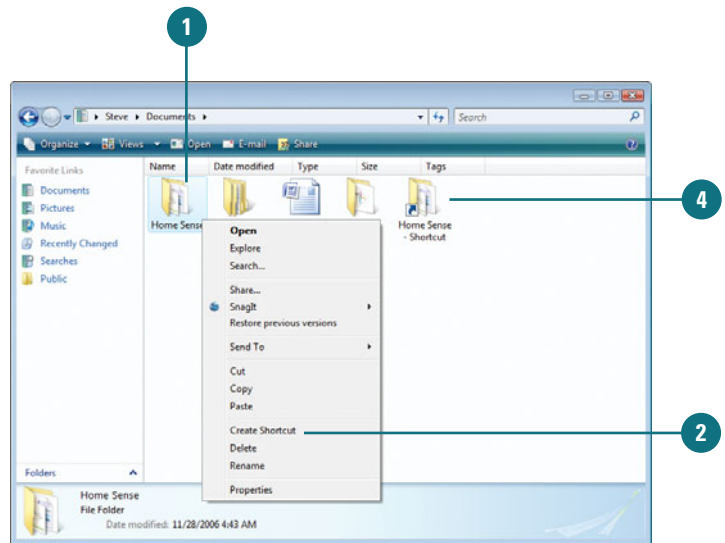 1
Steve Documents
Search
Organize Views Open E-mail Share
Favorite Links
Name Date modified Type Size Tags
Documents
Pictures
Music
Recently Changed
Searches
Public
Home Sense
Home Sense
- Shortcut
4
Open
Explore
Search...
Share...
SnagIt
Restore previous versions
Send To
Cut
Copy
Paste
Create Shortcut
2
Delete
Rename
Properties
Folders
Home Sense
File Folder
Date modified: 11/28/2006 4:43 AM